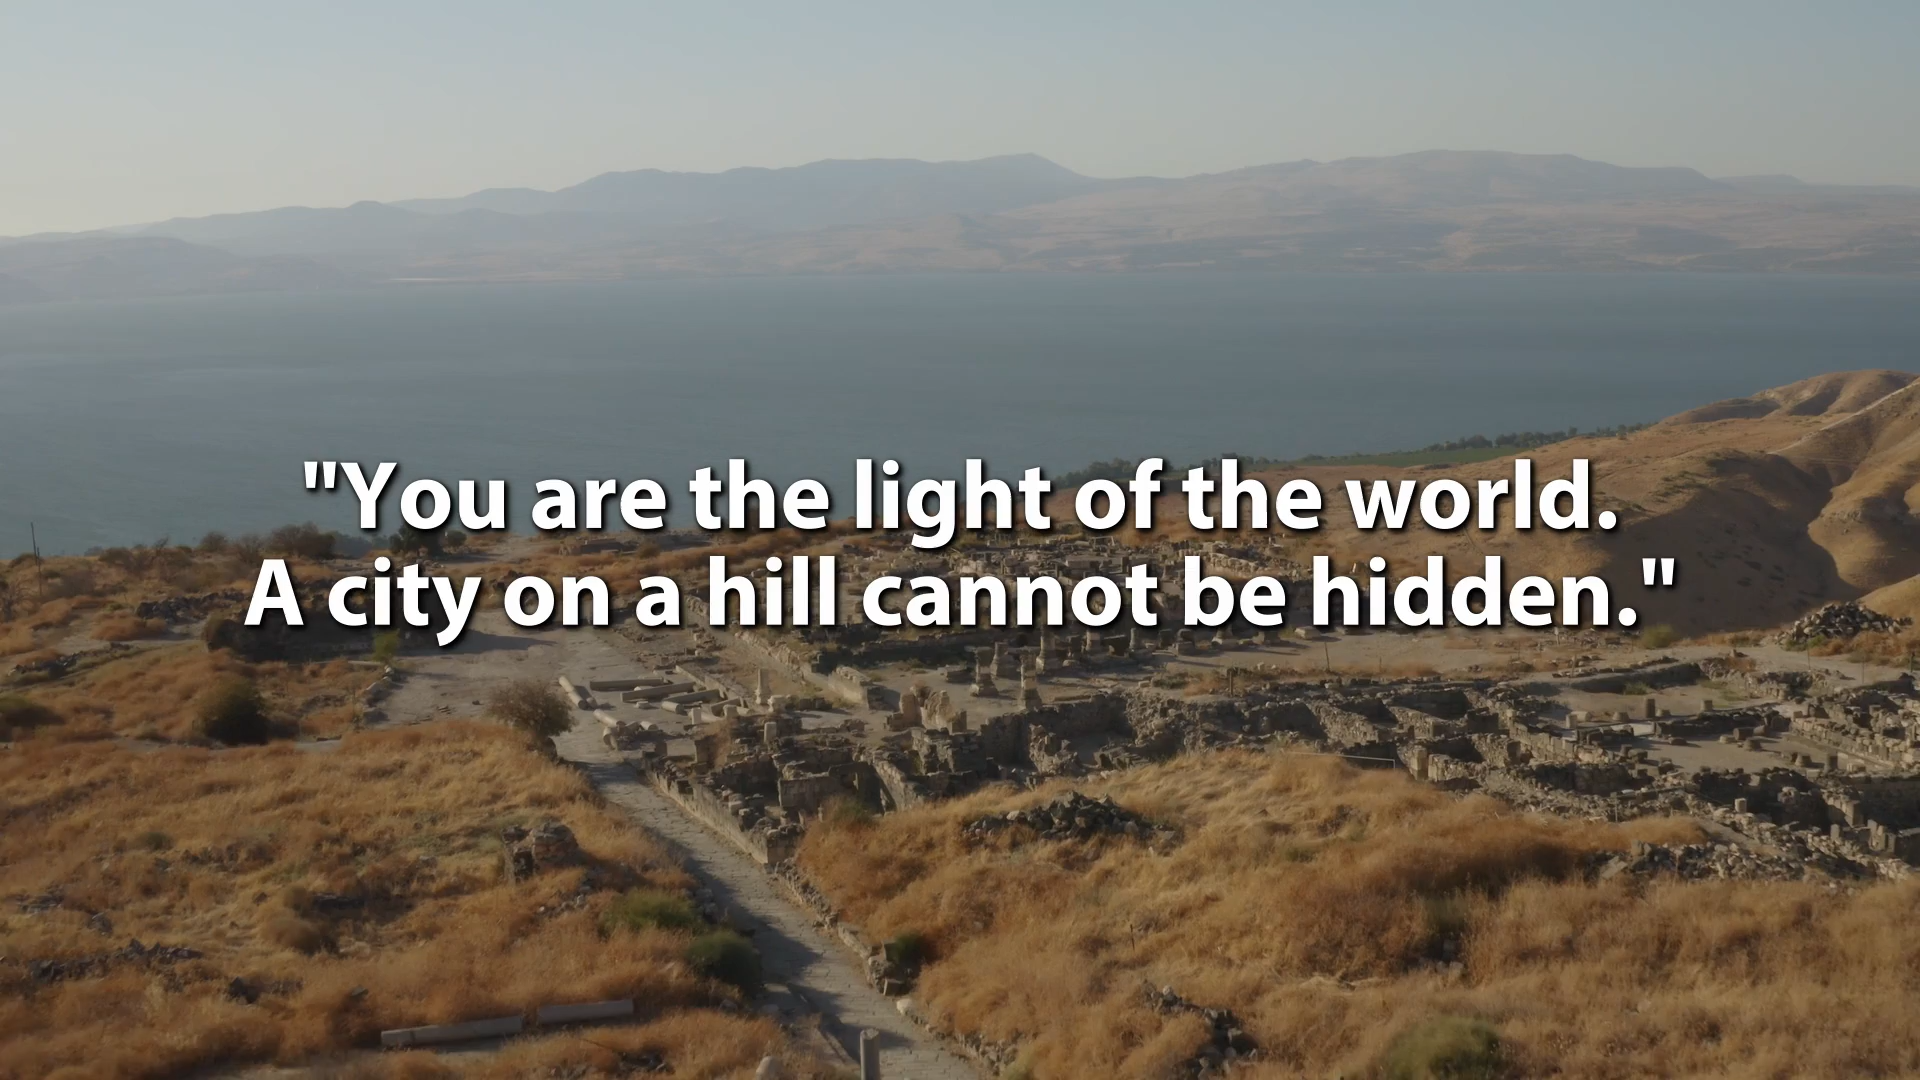 "You are the light of the world.
A city on a hill cannot be hidden."